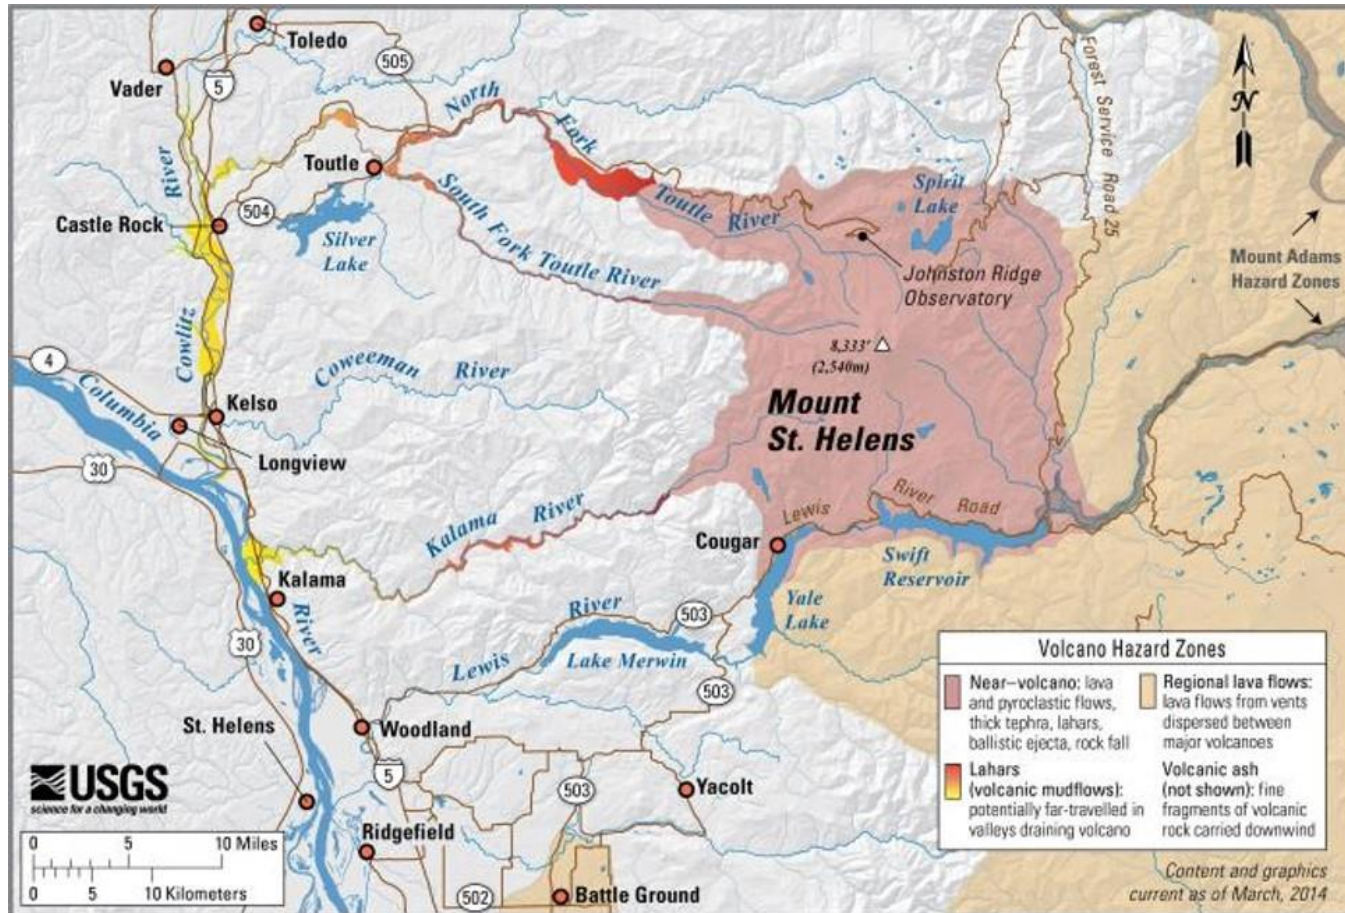 Toledo
505
Vader
5
North
Fork
Forest Service Road 25
N
River
Toutle
Spirit
Lake
Toutle River
South Fork Toutle River
Castle Rock
504
Silver
Lake
Johnston Ridge
Observatory
Mount Adams
Hazard Zones
8,333'
(2,540m)
Cowlitz
4
Columbia
Coweeman River
Mount
St. Helens
Kelso
Longview
30
Kalama River
Lewis
River Road
Cougar
Swift
Reservoir
Kalama
River
30
Yale
Lake
River
503
Lewis
Lake Merwin
503
St. Helens
Woodland
5
503
Yacolt
Ridgefield
502
Battle Ground
USGS
science for a changing world
0 5 10 Miles
0 5 10 Kilometers
Volcano Hazard Zones
Near–volcano: lava
and pyroclastic flows,
thick tephra, lahars,
ballistic ejecta, rock fall
Lahars
(volcanic mudflows):
potentially far-travelled in
valleys draining volcano
Regional lava flows:
lava flows from vents
dispersed between
major volcanoes
Volcanic ash
(not shown): fine
fragments of volcanic
rock carried downwind
Content and graphics
current as of March, 2014